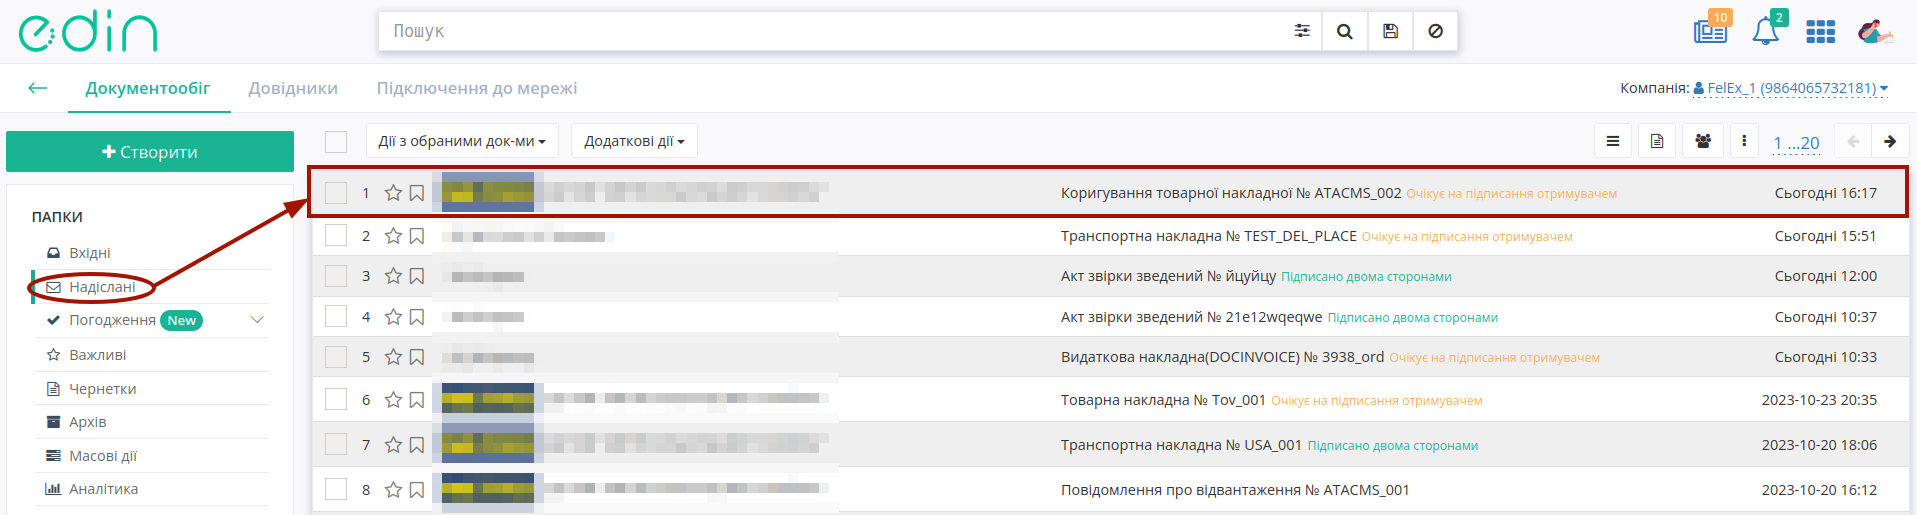 edin
Пошук
10
2
Документообіг Довідники Підключення до мережі
Компанія: FelEx_1 (9864065732181)
Створити
Дії з обраними док-ми Додаткові дії
1 ...20
ПАПКИ
Вхідні
Надіслані
Погодження New
Важливі
Чернетки
Архів
Масові дії
Аналітика
1 Коригування товарної накладної № ATACMS_002 Очікує на підписання отримувачем Сьогодні 16:17
2 Транспортна накладна № TEST_DEL_PLACE Очікує на підписання отримувачем Сьогодні 15:51
3 Акт звірки зведений № йцуйцу Підписано двома сторонами Сьогодні 12:00
4 Акт звірки зведений № 21e12wqeqwe Підписано двома сторонами Сьогодні 10:37
5 Видаткова накладна(DOCINVOICE) № 3938_ord Очікує на підписання отримувачем Сьогодні 10:33
6 Товарна накладна № Tov_001 Очікує на підписання отримувачем 2023-10-23 20:35
7 Транспортна накладна № USA_001 Підписано двома сторонами 2023-10-20 18:06
8 Повідомлення про відвантаження № ATACMS_001 2023-10-20 16:12